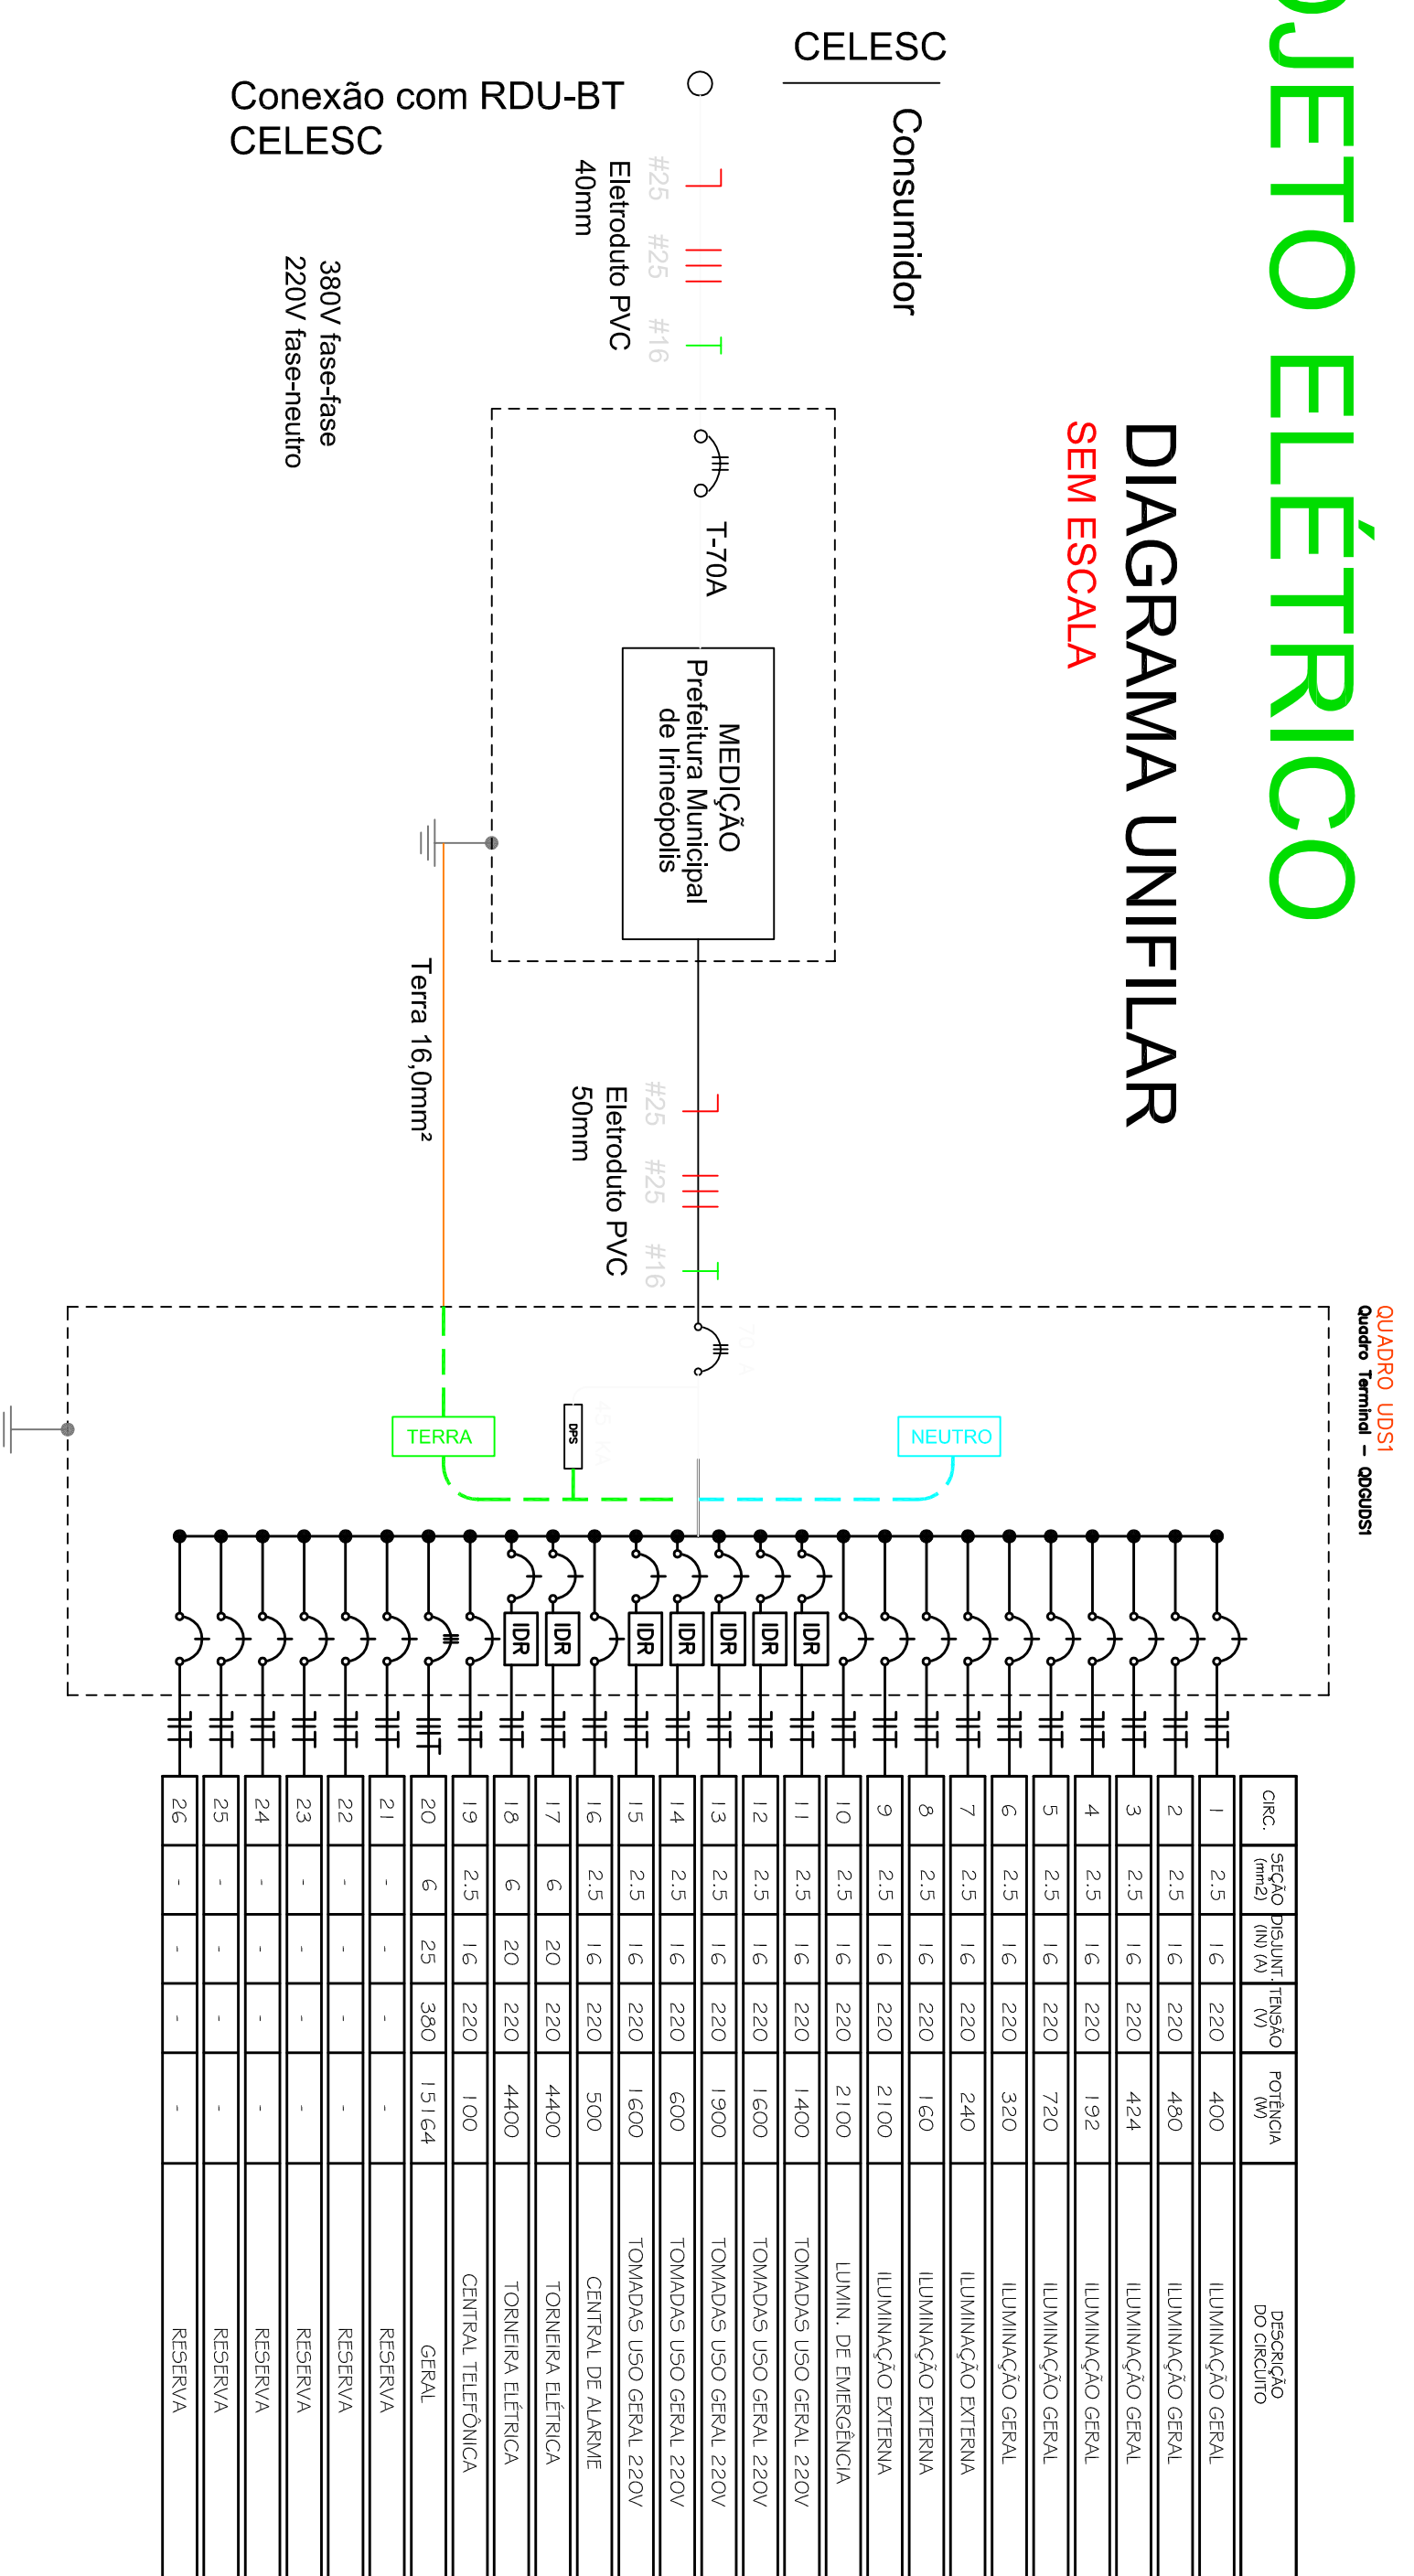 OJETO ELÉTRICO
DIAGRAMA UNIFILAR
SEM ESCALA
CELESC
Consumidor
Conexão com RDU-BT
CELESC
#25 #25 #16
Eletroduto PVC
40mm
380V fase-fase
220V fase-neutro
T-70A
MEDIÇÃO
Prefeitura Municipal
de Irineópolis
Terra 16,0mm²
#25 #25 #16
Eletroduto PVC
50mm
QUADRO UDS1
Quadro Terminal - QDGUDS1
TERRA
DPS
NEUTRO
IDR
IDR
IDR
IDR
IDR
IDR
IDR
CIRC. SEÇÃO (mm2) DISJUNT. (IN) (A) TENSÃO (V) POTÊNCIA (W) DESCRIÇÃO DO CIRCUITO
1 2.5 16 220 400 ILUMINAÇÃO GERAL
2 2.5 16 220 480 ILUMINAÇÃO GERAL
3 2.5 16 220 424 ILUMINAÇÃO GERAL
4 2.5 16 220 192 ILUMINAÇÃO GERAL
5 2.5 16 220 720 ILUMINAÇÃO GERAL
6 2.5 16 220 320 ILUMINAÇÃO GERAL
7 2.5 16 220 240 ILUMINAÇÃO EXTERNA
8 2.5 16 220 160 ILUMINAÇÃO EXTERNA
9 2.5 16 220 2100 ILUMINAÇÃO EXTERNA
10 2.5 16 220 2100 LUMIN. DE EMERGÊNCIA
11 2.5 16 220 1400 TOMADAS USO GERAL 220V
12 2.5 16 220 1600 TOMADAS USO GERAL 220V
13 2.5 16 220 1900 TOMADAS USO GERAL 220V
14 2.5 16 220 600 TOMADAS USO GERAL 220V
15 2.5 16 220 1600 TOMADAS USO GERAL 220V
16 2.5 16 220 500 CENTRAL DE ALARME
17 6 20 220 4400 TORNEIRA ELÉTRICA
18 6 20 220 4400 TORNEIRA ELÉTRICA
19 2.5 16 220 100 CENTRAL TELEFÔNICA
20 6 25 380 15164 GERAL
21 - - - - RESERVA
22 - - - - RESERVA
23 - - - - RESERVA
24 - - - - RESERVA
25 - - - - RESERVA
26 - - - - RESERVA